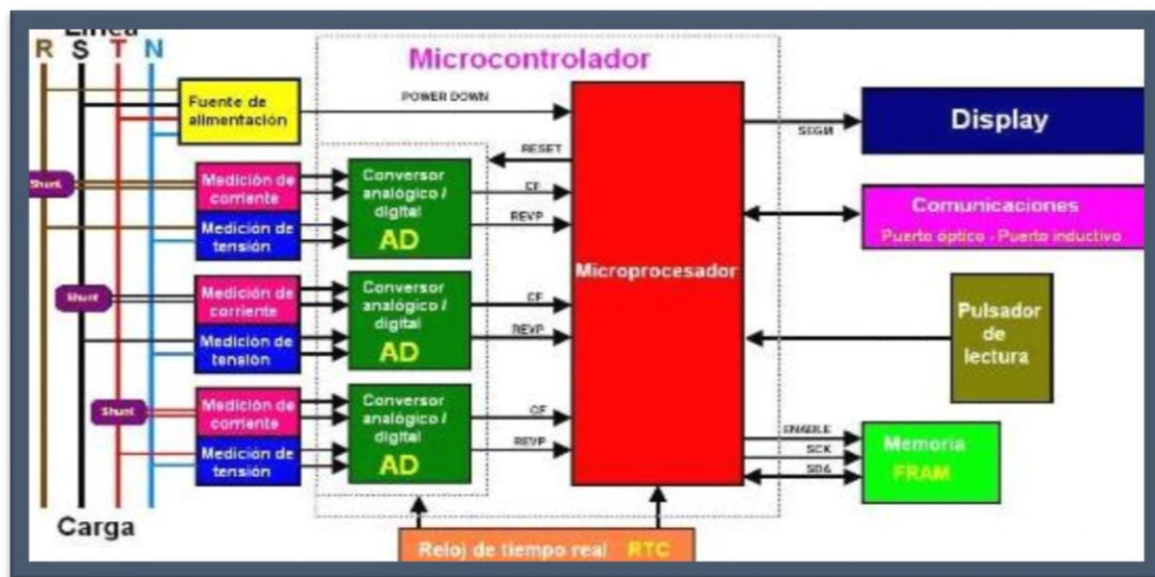 Línea
R S T N
Microcontrolador
Fuente de
alimentación
POWER DOWN
SEGM
Display
RESET
Shunt
Medición de
corriente
Medición de
tensión
Conversor
analógico /
digital
AD
CF
REVP
Comunicaciones
Puerto óptico - Puerto inductivo
Microprocesador
Shunt
Medición de
corriente
Medición de
tensión
Conversor
analógico /
digital
AD
CF
REVP
Pulsador
de
lectura
Shunt
Medición de
corriente
Medición de
tensión
Conversor
analógico /
digital
AD
CF
REVP
ENABLE
SCK
SDA
Memoria
FRAM
Carga
Reloj de tiempo real RTC